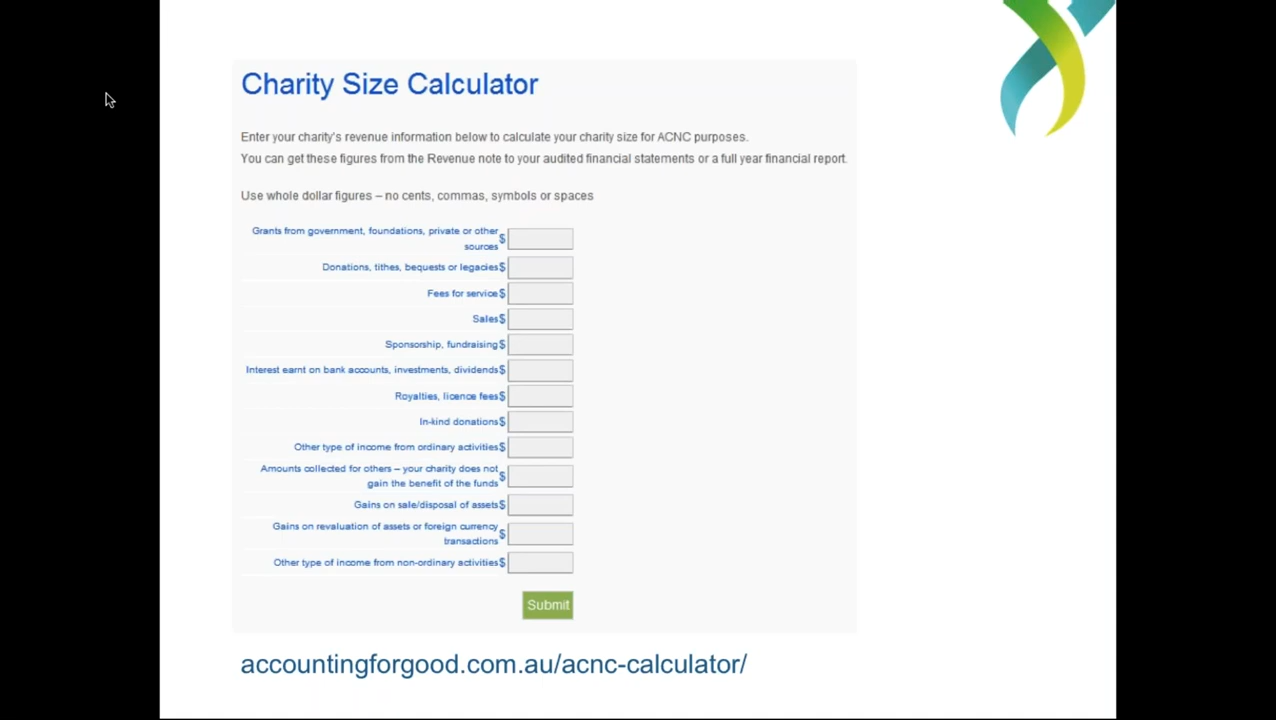 Charity Size Calculator
Enter your charity's revenue information below to calculate your charity size for ACNC purposes.
You can get these figures from the Revenue note to your audited financial statements or a full year financial report.
Use whole dollar figures – no cents, commas, symbols or spaces
Grants from government, foundations, private or other
sources $
Donations, tithes, bequests or legacies $
Fees for service $
Sales $
Sponsorship, fundraising $
Interest earnt on bank accounts, investments, dividends $
Royalties, licence fees $
In-kind donations $
Other type of income from ordinary activities $
Amounts collected for others – your charity does not
gain the benefit of the funds $
Gains on sale/disposal of assets $
Gains on revaluation of assets or foreign currency
transactions $
Other type of income from non-ordinary activities $
Submit
accountingforgood.com.au/acnc-calculator/